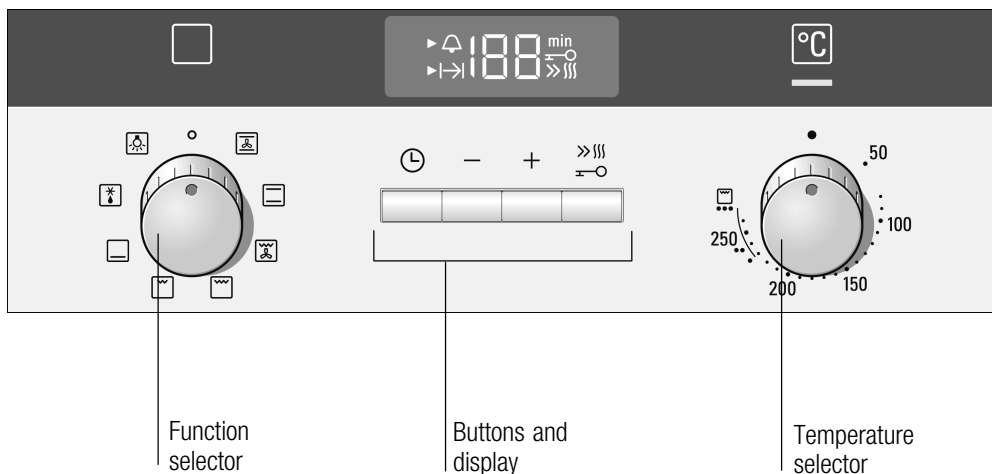 188 min
°C
50
100
150
200
250
− +
Function
selector
Buttons and
display
Temperature
selector